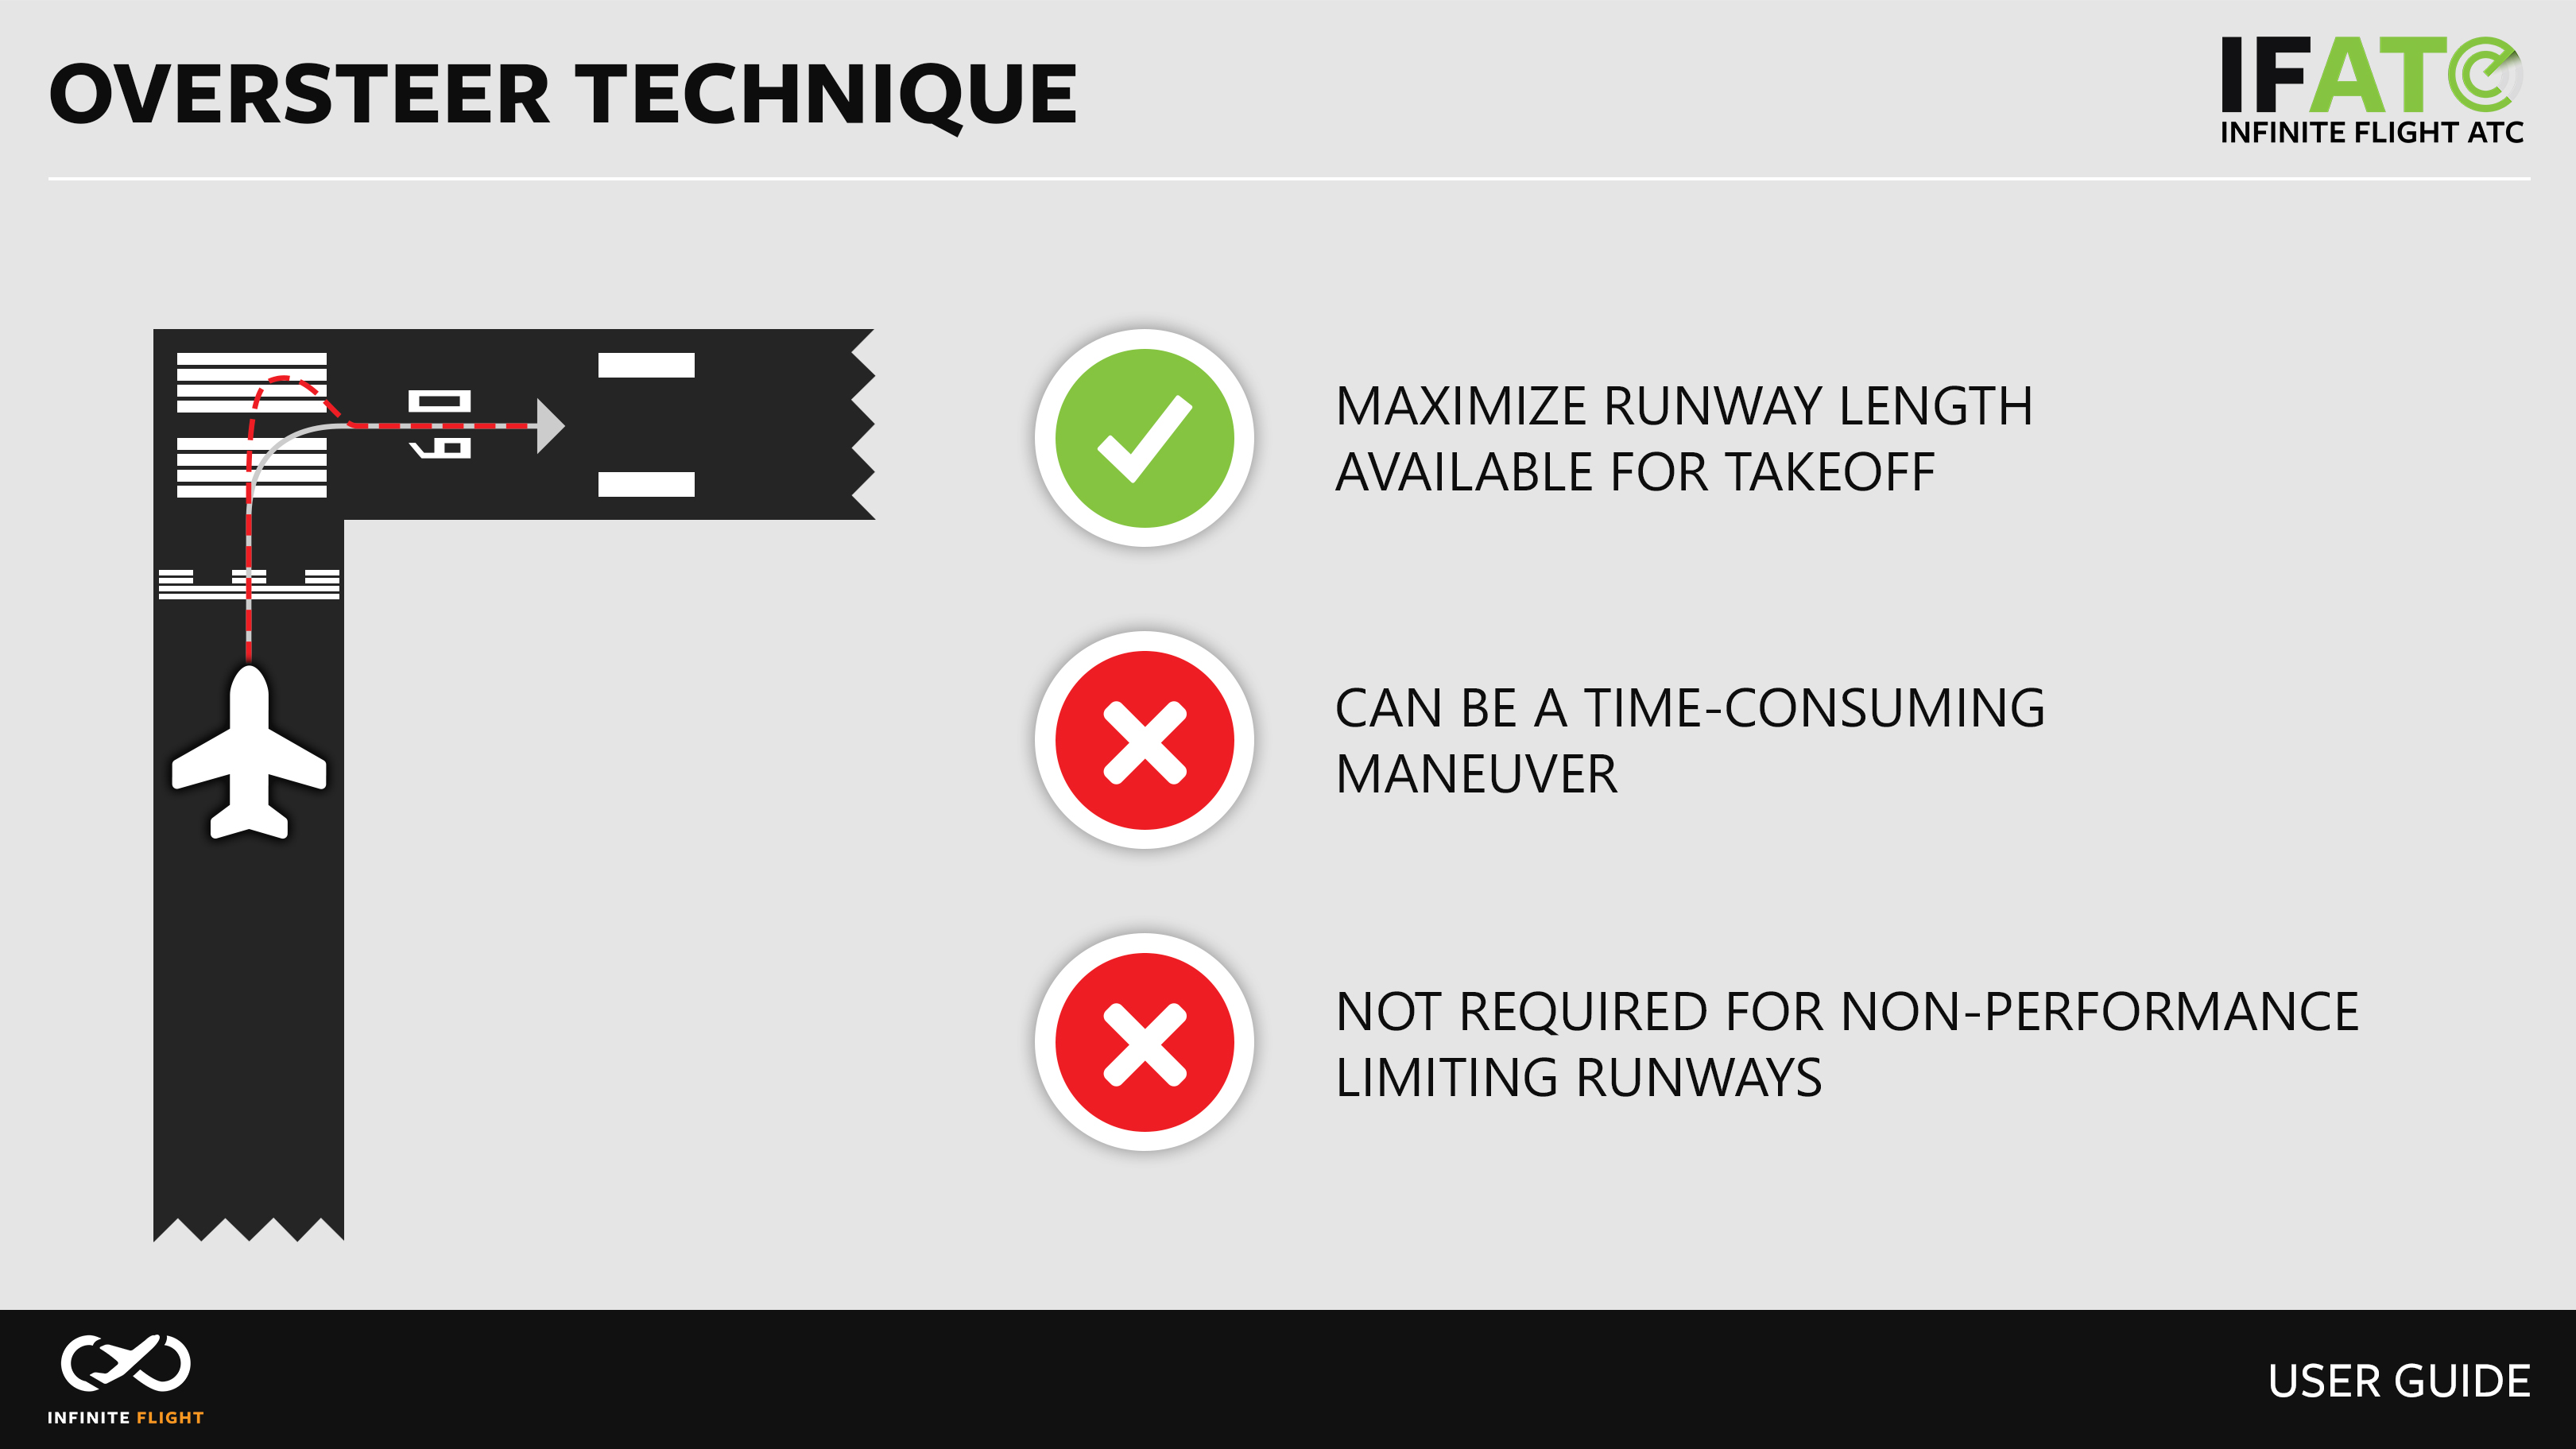 OVERSTEER TECHNIQUE
IFATC
INFINITE FLIGHT ATC
09
MAXIMIZE RUNWAY LENGTH
AVAILABLE FOR TAKEOFF
CAN BE A TIME-CONSUMING
MANEUVER
NOT REQUIRED FOR NON-PERFORMANCE
LIMITING RUNWAYS
INFINITE FLIGHT
USER GUIDE